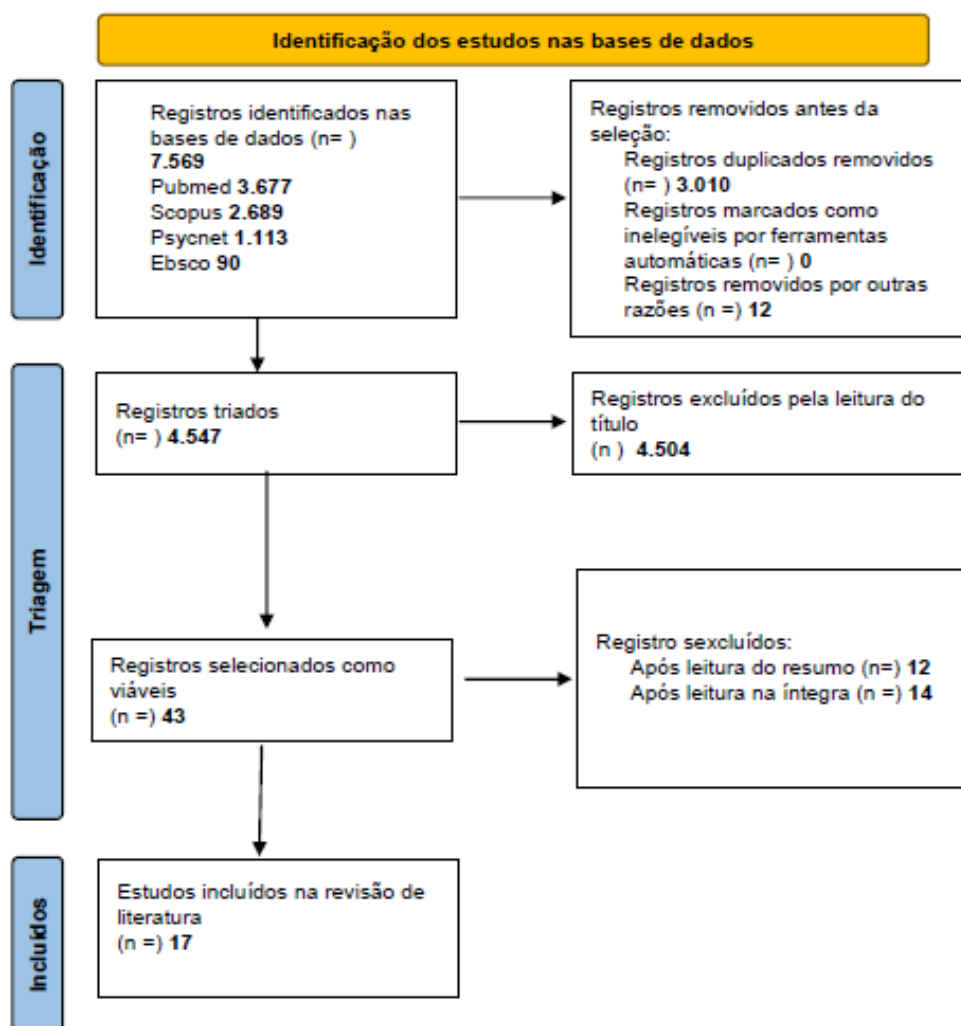 Identificação dos estudos nas bases de dados
Identificação
Registros identificados nas
bases de dados (n= )
7.569
Pubmed 3.677
Scopus 2.689
Psycnet 1.113
Ebsco 90
Registros removidos antes da
seleção:
Registros duplicados removidos
(n= ) 3.010
Registros marcados como
inelegíveis por ferramentas
automáticas (n= ) 0
Registros removidos por outras
razões (n =) 12
Triagem
Registros triados
(n= ) 4.547
Registros excluídos pela leitura do
título
(n ) 4.504
Registros selecionados como
viáveis
(n =) 43
Registro sexcluídos:
Após leitura do resumo (n=) 12
Após leitura na íntegra (n =) 14
Incluídos
Estudos incluídos na revisão de
literatura
(n =) 17